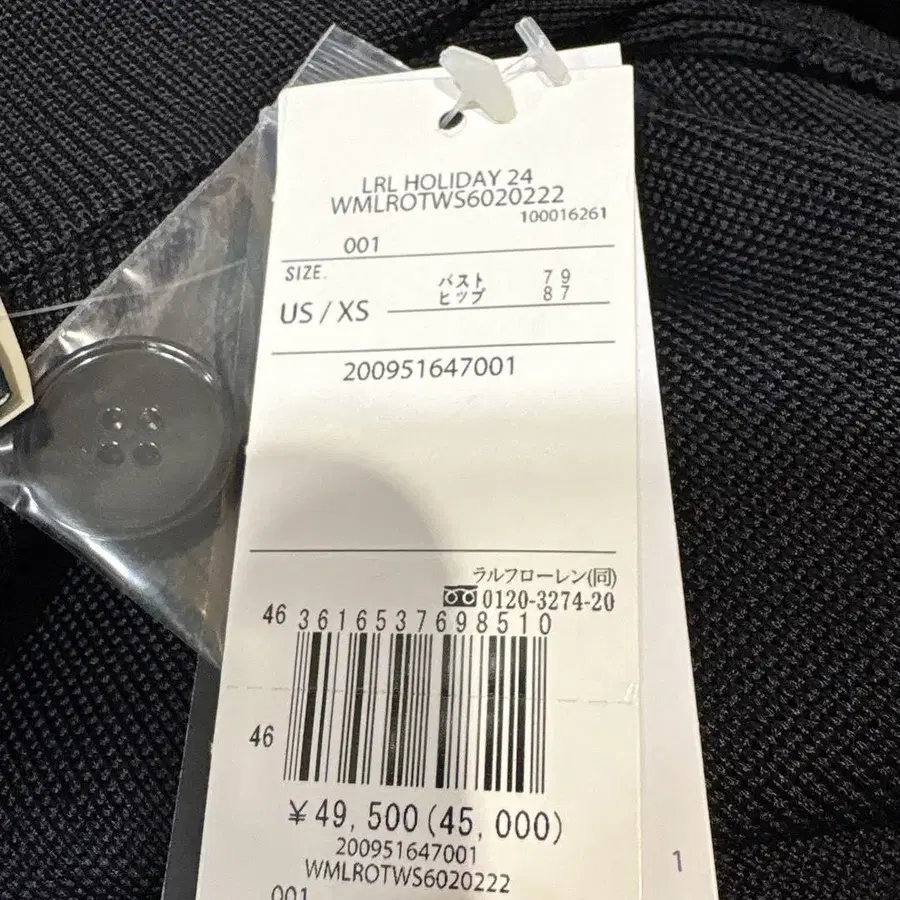 LRL HOLIDAY 24
WMLROTWS6020222
100016261
001
SIZE.
US / XS
バスト 79
ヒップ 87
200951647001
ラルフローレン(同)
0120-3274-20
46 3616537698510
46
¥49,500(45,000)
200951647001
WMLROTWS6020222
001
1